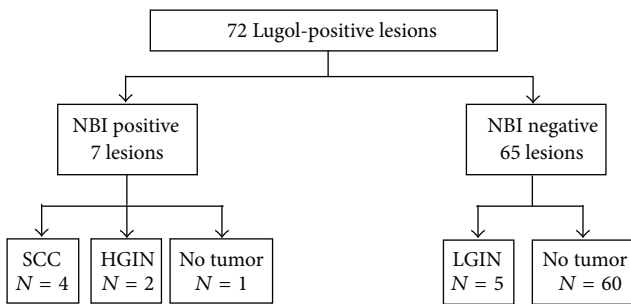 72 Lugol-positive lesions
NBI positive
7 lesions
NBI negative
65 lesions
SCC
N = 4
HGIN
N = 2
No tumor
N = 1
LGIN
N = 5
No tumor
N = 60